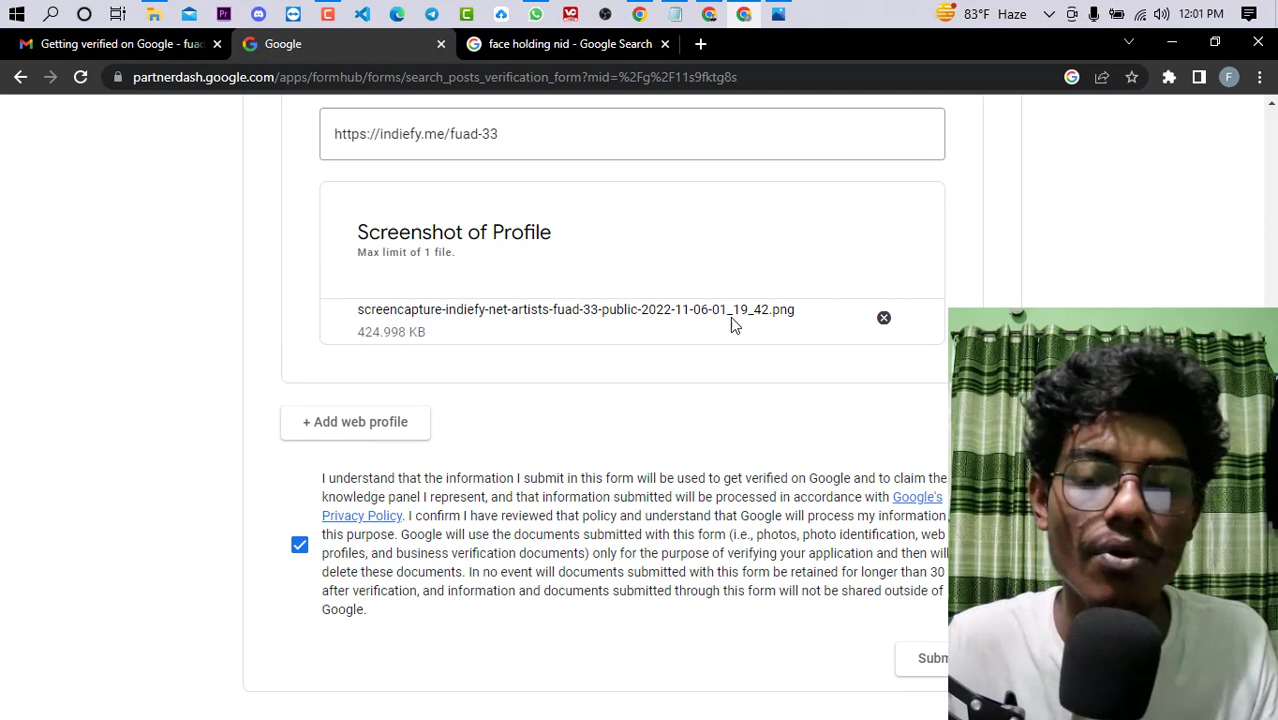 83°F Haze
12:01 PM
Getting verified on Google - fuad
Google
face holding nid - Google Search
partnerdash.google.com/apps/formhub/forms/search_posts_verification_form?mid=%2Fg%2F11s9fktg8s
F
https://indiefy.me/fuad-33
Screenshot of Profile
Max limit of 1 file.
screencapture-indiefy-net-artists-fuad-33-public-2022-11-06-01_19_42.png
424.998 KB
+ Add web profile
I understand that the information I submit in this form will be used to get verified on Google and to claim the
knowledge panel I represent, and that information submitted will be processed in accordance with Google's
Privacy Policy. I confirm I have reviewed that policy and understand that Google will process my information
this purpose. Google will use the documents submitted with this form (i.e., photos, photo identification, web
profiles, and business verification documents) only for the purpose of verifying your application and then will
delete these documents. In no event will documents submitted with this form be retained for longer than 30
after verification, and information and documents submitted through this form will not be shared outside of
Google.
Subm